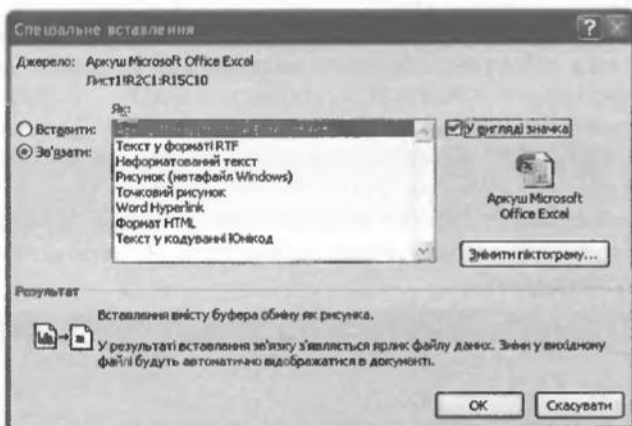 Спеціальне вставлення
Джерело: Аркуш Microsoft Office Excel
Лист1!R2C1:R15C10
Як:
Вставити:
Зв'язати:
Текст у форматі RTF
Неформатований текст
Рисунок (метафайл Windows)
Точковий рисунок
Word Hyperlink
Формат HTML
Текст у кодуванні Юнікод
У вигляді значка
Аркуш Microsoft
Office Excel
Змінити піктограму...
Результат
Вставлення вмісту буфера обміну як рисунка.
У результаті вставлення зв'язку з'являється ярлик файлу даних. Зміни у вихідному
файлі будуть автоматично відображатися в документі.
ОК
Скасувати